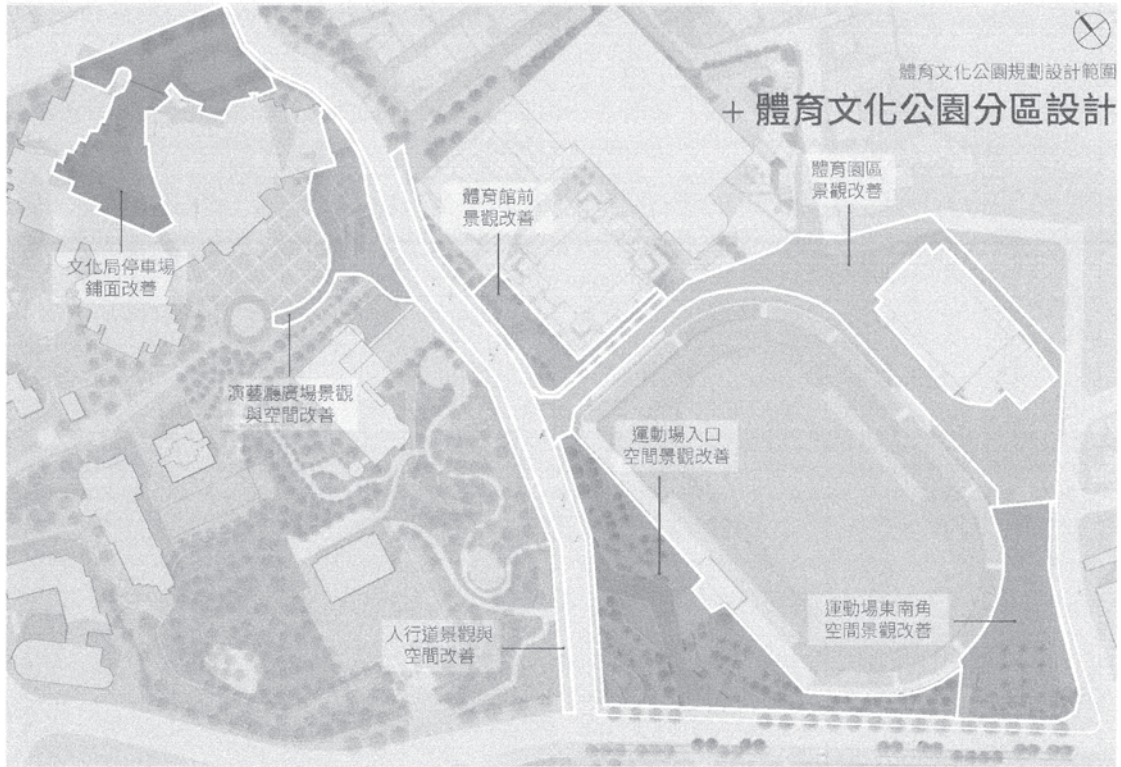 體育文化公園規劃設計範圍
+ 體育文化公園分區設計
體育園區
景觀改善
體育館前
景觀改善
文化局停車場
鋪面改善
演藝廳廣場景觀
與空間改善
運動場入口
空間景觀改善
運動場東南角
空間景觀改善
人行道景觀與
空間改善